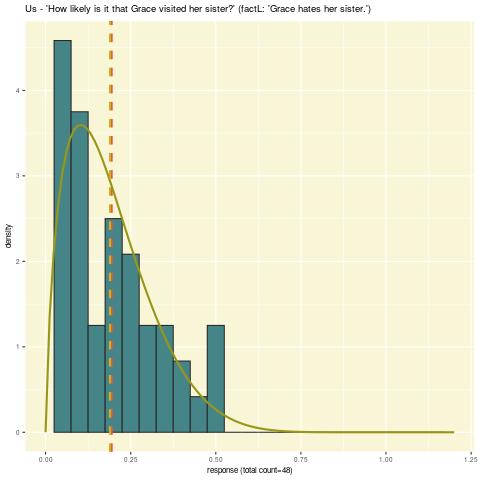 Us - 'How likely is it that Grace visited her sister?' (factL: 'Grace hates her sister.')
density
4
3
2
1
0
0.00 0.25 0.50 0.75 1.00 1.25
response (total count=48)